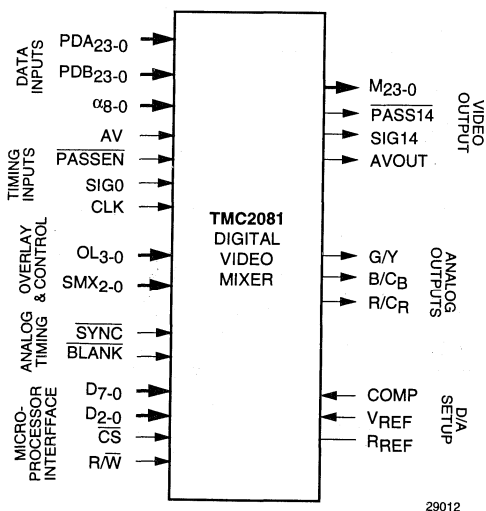 DATA
INPUTS
PDA23-0
PDB23-0
α8-0
TIMING
INPUTS
AV
PASSEN
SIG0
CLK
OVERLAY
& CONTROL
OL3-0
SMX2-0
ANALOG
TIMING
SYNC
BLANK
MICRO-
PROCESSOR
INTERFFACE
D7-0
D2-0
CS
R/W
TMC2081
DIGITAL
VIDEO
MIXER
M23-0
PASS14
SIG14
AVOUT
VIDEO
OUTPUT
G/Y
B/CB
R/CR
ANALOG
OUTPUTS
COMP
VREF
RREF
D/A
SETUP
29012